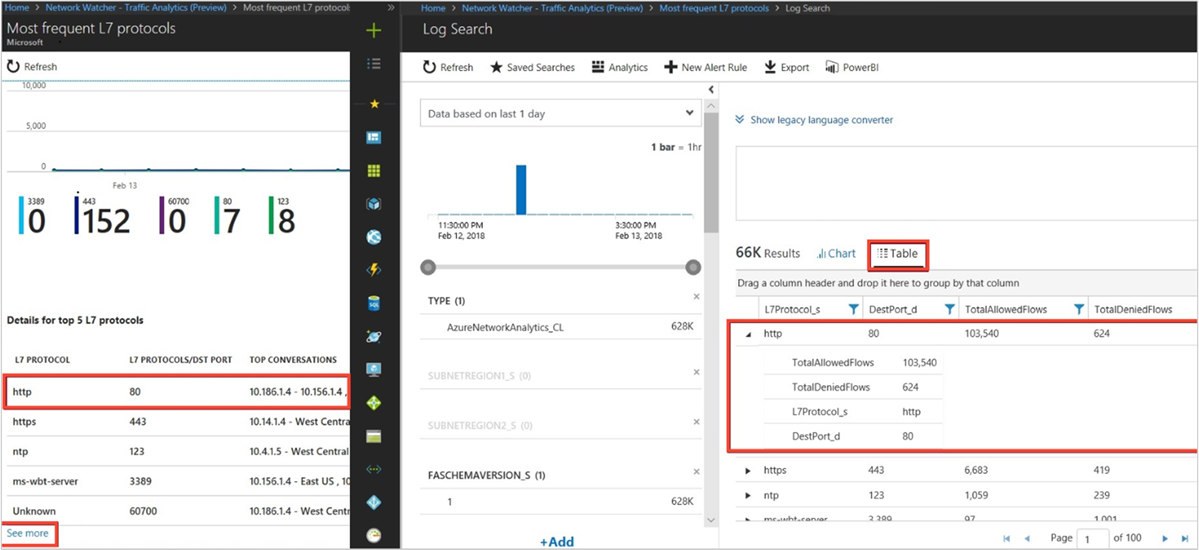 Home > Network Watcher - Traffic Analytics (Preview) > Most frequent L7 protocols
Most frequent L7 protocols
Microsoft
Refresh
10,000
5,000
0
Feb 13
3389
0
443
152
60700
0
80
7
123
8
Details for top 5 L7 protocols
L7 PROTOCOL L7 PROTOCOLS/DST PORT TOP CONVERSATIONS
http 80 10.186.1.4 - 10.156.1.4 ,
https 443 10.14.1.4 - West Central
ntp 123 10.4.1.5 - West Central
ms-wbt-server 3389 10.156.1.4 - East US , 10
Unknown 60700 10.186.1.4 - West Central
See more
Home > Network Watcher - Traffic Analytics (Preview) > Most frequent L7 protocols > Log Search
Log Search
Refresh Saved Searches Analytics New Alert Rule Export PowerBI
Data based on last 1 day
1 bar = 1hr
11:30:00 PM
Feb 12, 2018
3:30:00 PM
Feb 13, 2018
TYPE (1)
AzureNetworkAnalytics_CL 628K
SUBNETREGION1_S (0)
SUBNETREGION2_S (0)
FASCHEMAVERSION_S (1)
1 628K
+Add
Show legacy language converter
66K Results Chart Table
Drag a column header and drop it here to group by that column
L7Protocol_s DestPort_d TotalAllowedFlows TotalDeniedFlows
http 80 103,540 624
TotalAllowedFlows 103,540
TotalDeniedFlows 624
L7Protocol_s http
DestPort_d 80
https 443 6,683 419
ntp 123 1,059 239
ms-wbt-server 3,389 97 1,001
Page 1 of 100